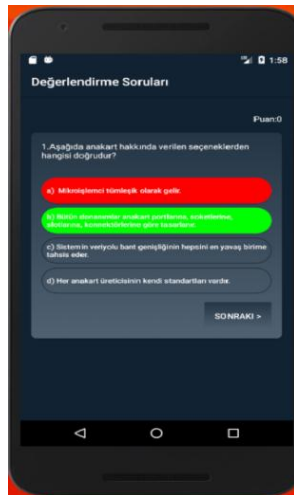 1:58
Değerlendirme Soruları
Puan:0
1.Aşağıda anakart hakkında verilen seçeneklerden
hangisi doğrudur?
a) Mikroişlemci tümleşik olarak gelir.
b) Bütün donanımlar anakart portlarına, soketlerine,
slotlarına, konnektörlerine göre tasarlanır.
c) Sistemin veriyolu bant genişliğinin hepsini en yavaş birime
tahsis eder.
d) Her anakart üreticisinin kendi standartları vardır.
SONRAKI >